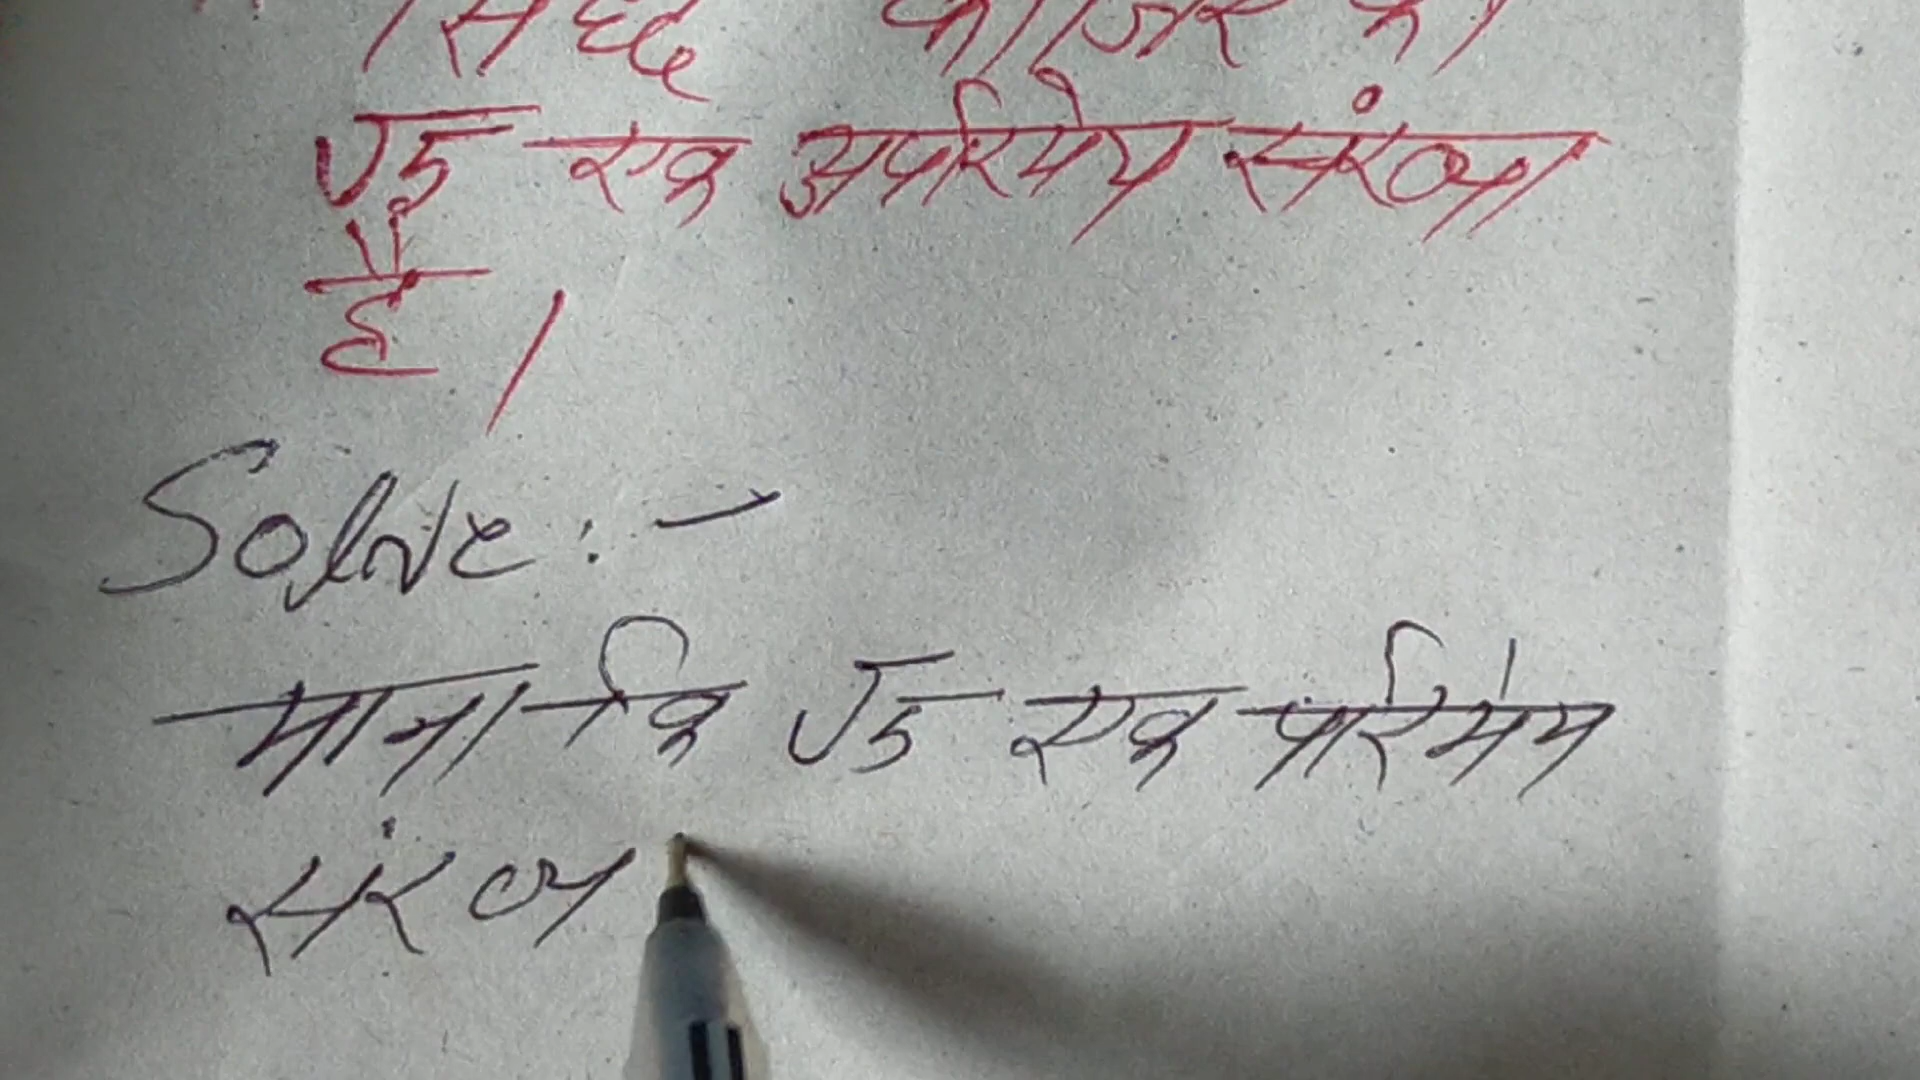 सिद्ध कीजिए की
√5 एक अपरिमेय संख्या
है।
Solve :-
माना कि √5 एक परिमेय
संख्य